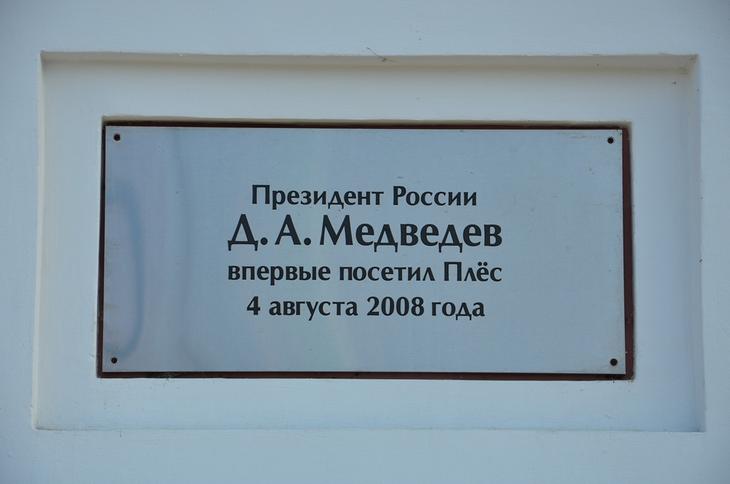 Президент России
Д. А. Медведев
впервые посетил Плёс
4 августа 2008 года